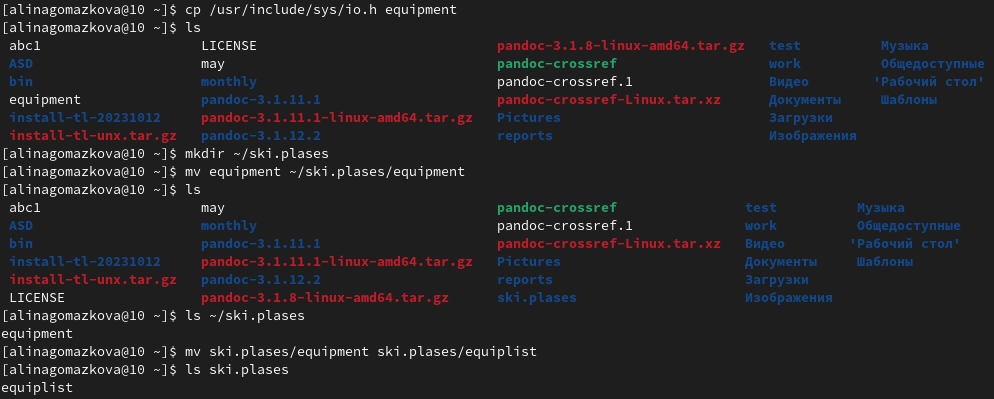 [alinagomazkova@10 ~]$ cp /usr/include/sys/io.h equipment
[alinagomazkova@10 ~]$ ls
abc1 LICENSE pandoc-3.1.8-linux-amd64.tar.gz test Музыка
ASD may pandoc-crossref work Общедоступные
bin monthly pandoc-crossref.1 Видео 'Рабочий стол'
equipment pandoc-3.1.11.1 pandoc-crossref-Linux.tar.xz Документы Шаблоны
install-tl-20231012 pandoc-3.1.11.1-linux-amd64.tar.gz Pictures Загрузки
install-tl-unx.tar.gz pandoc-3.1.12.2 reports Изображения
[alinagomazkova@10 ~]$ mkdir ~/ski.plases
[alinagomazkova@10 ~]$ mv equipment ~/ski.plases/equipment
[alinagomazkova@10 ~]$ ls
abc1 may pandoc-crossref test Музыка
ASD monthly pandoc-crossref.1 work Общедоступные
bin pandoc-3.1.11.1 pandoc-crossref-Linux.tar.xz Видео 'Рабочий стол'
install-tl-20231012 pandoc-3.1.11.1-linux-amd64.tar.gz Pictures Документы Шаблоны
install-tl-unx.tar.gz pandoc-3.1.12.2 reports Загрузки
LICENSE pandoc-3.1.8-linux-amd64.tar.gz ski.plases Изображения
[alinagomazkova@10 ~]$ ls ~/ski.plases
equipment
[alinagomazkova@10 ~]$ mv ski.plases/equipment ski.plases/equiplist
[alinagomazkova@10 ~]$ ls ski.plases
equiplist